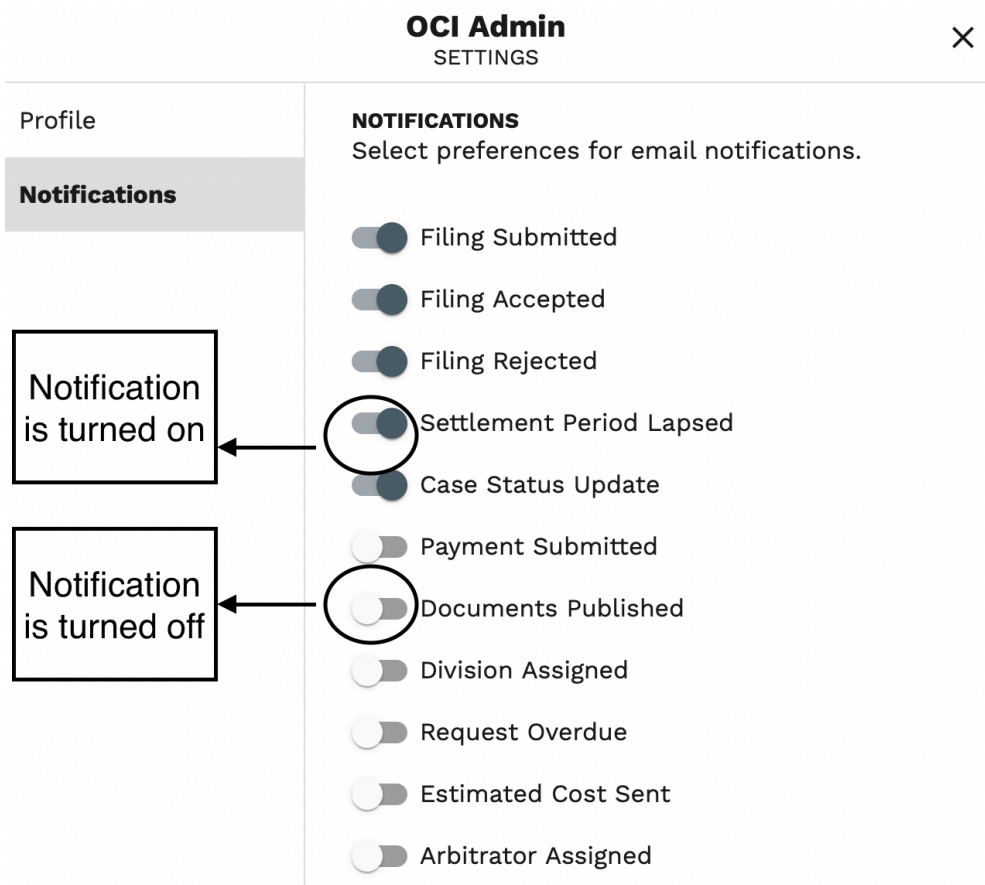 OCI Admin
SETTINGS
Profile
Notifications
NOTIFICATIONS
Select preferences for email notifications.
Filing Submitted
Filing Accepted
Filing Rejected
Notification
is turned on
Settlement Period Lapsed
Case Status Update
Payment Submitted
Notification
is turned off
Documents Published
Division Assigned
Request Overdue
Estimated Cost Sent
Arbitrator Assigned